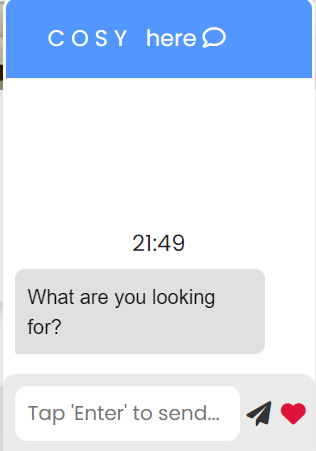 C O S Y here
21:49
What are you looking
for?
Tap 'Enter' to send...